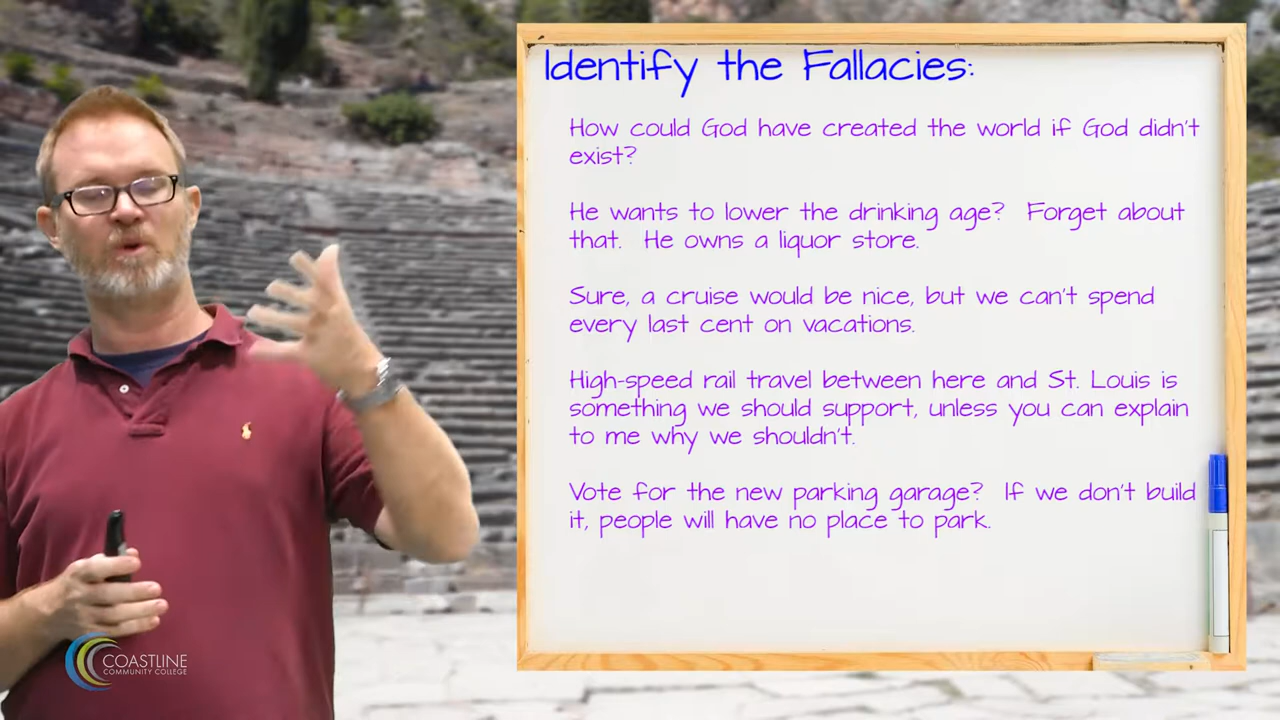 Identify the Fallacies:
How could God have created the world if God didn't
exist?
He wants to lower the drinking age? Forget about
that. He owns a liquor store.
Sure, a cruise would be nice, but we can't spend
every last cent on vacations.
High-speed rail travel between here and St. Louis is
something we should support, unless you can explain
to me why we shouldn't.
Vote for the new parking garage? If we don't build
it, people will have no place to park.
COASTLINE
COMMUNITY COLLEGE